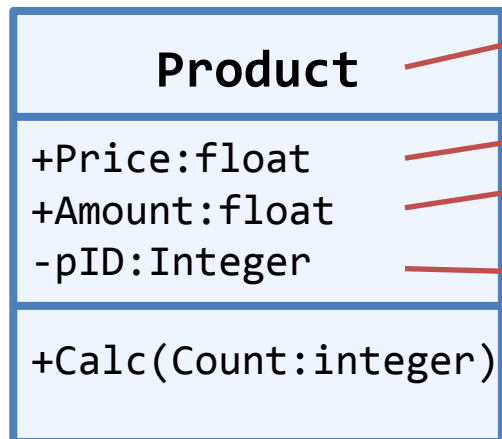 Product
+Price:float
+Amount:float
-pID:Integer
+Calc(Count:integer)